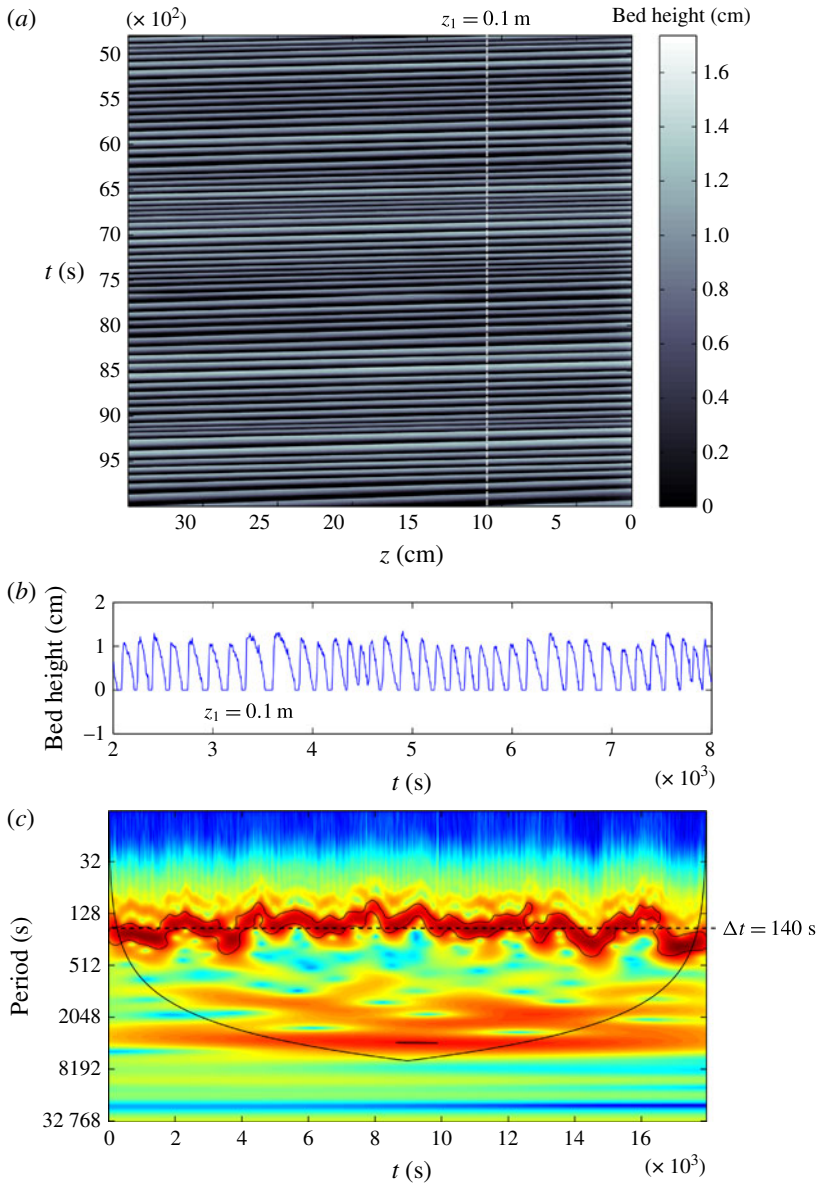 (a)
(× 10²)
z₁ = 0.1 m
Bed height (cm)
50
55
60
65
70
75
80
85
90
95
t (s)
30 25 20 15 10 5 0
z (cm)
1.6
1.4
1.2
1.0
0.8
0.6
0.4
0.2
0
(b)
Bed height (cm)
2
1
0
−1
z₁ = 0.1 m
2 3 4 5 6 7 8
t (s)
(× 10³)
(c)
Period (s)
32
128
512
2048
8192
32 768
Δt = 140 s
0 2 4 6 8 10 12 14 16
t (s)
(× 10³)